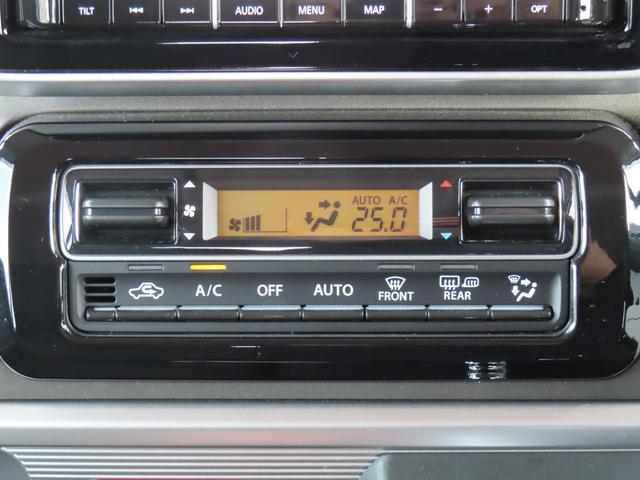 TILT AUDIO MENU MAP - + OPT
AUTO A/C
25.0
A/C OFF AUTO FRONT REAR